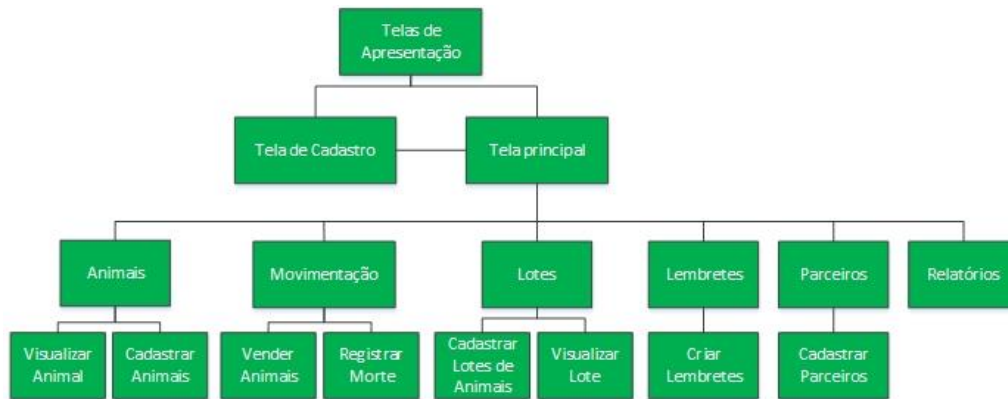 Telas de
Apresentação
Tela de Cadastro
Tela principal
Animais
Movimentação
Lotes
Lembretes
Parceiros
Relatórios
Visualizar
Animal
Cadastrar
Animais
Vender
Animais
Registrar
Morte
Cadastrar
Lotes de
Animais
Visualizar
Lote
Criar
Lembretes
Cadastrar
Parceiros